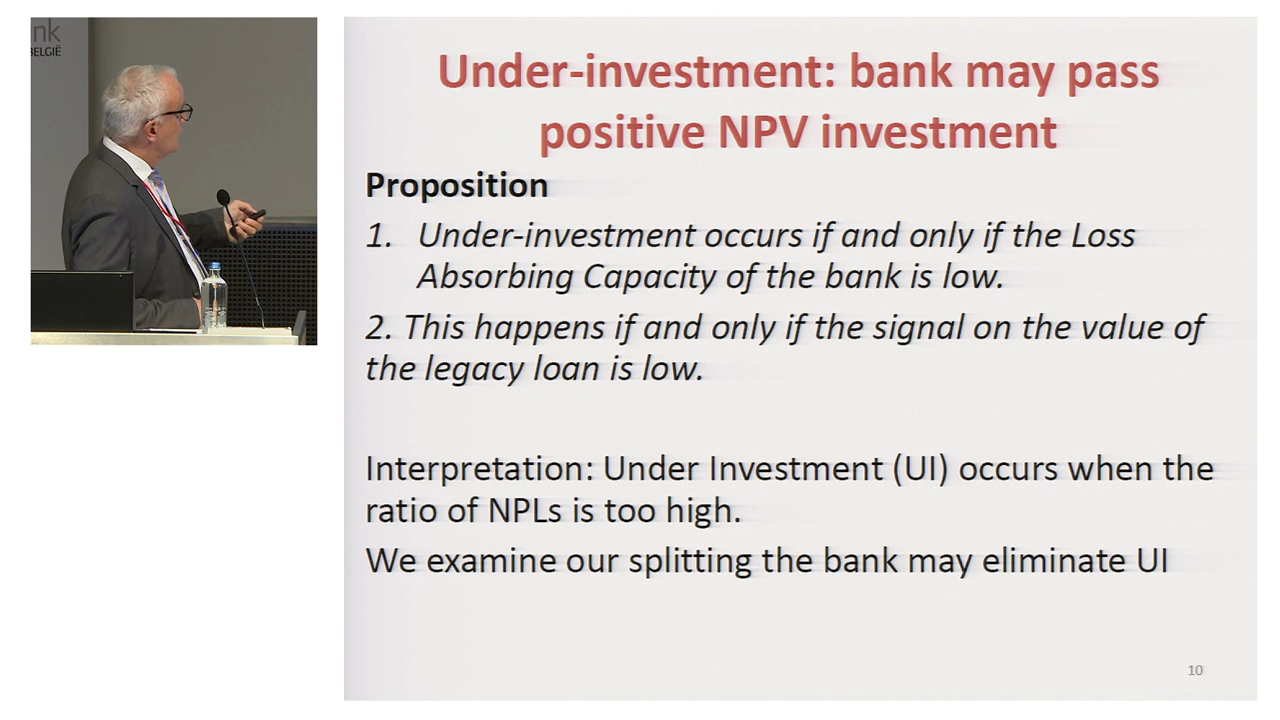 nk
BELGIË
Under-investment: bank may pass
positive NPV investment
Proposition
1. Under-investment occurs if and only if the Loss
Absorbing Capacity of the bank is low.
2. This happens if and only if the signal on the value of
the legacy loan is low.
Interpretation: Under Investment (UI) occurs when the
ratio of NPLs is too high.
We examine our splitting the bank may eliminate UI
10